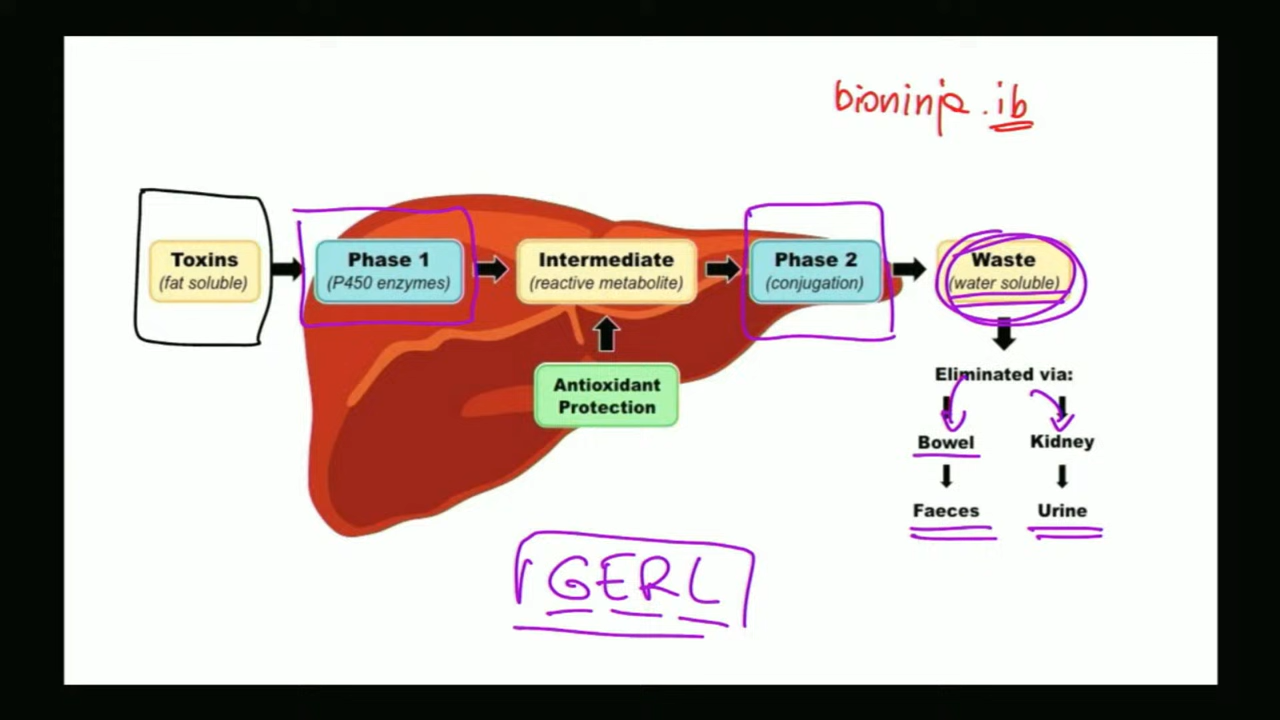 bioninja.ib
Toxins
(fat soluble)
Phase 1
(P450 enzymes)
Intermediate
(reactive metabolite)
Phase 2
(conjugation)
Waste
(water soluble)
Antioxidant
Protection
Eliminated via:
Bowel
Kidney
Faeces
Urine
GERL